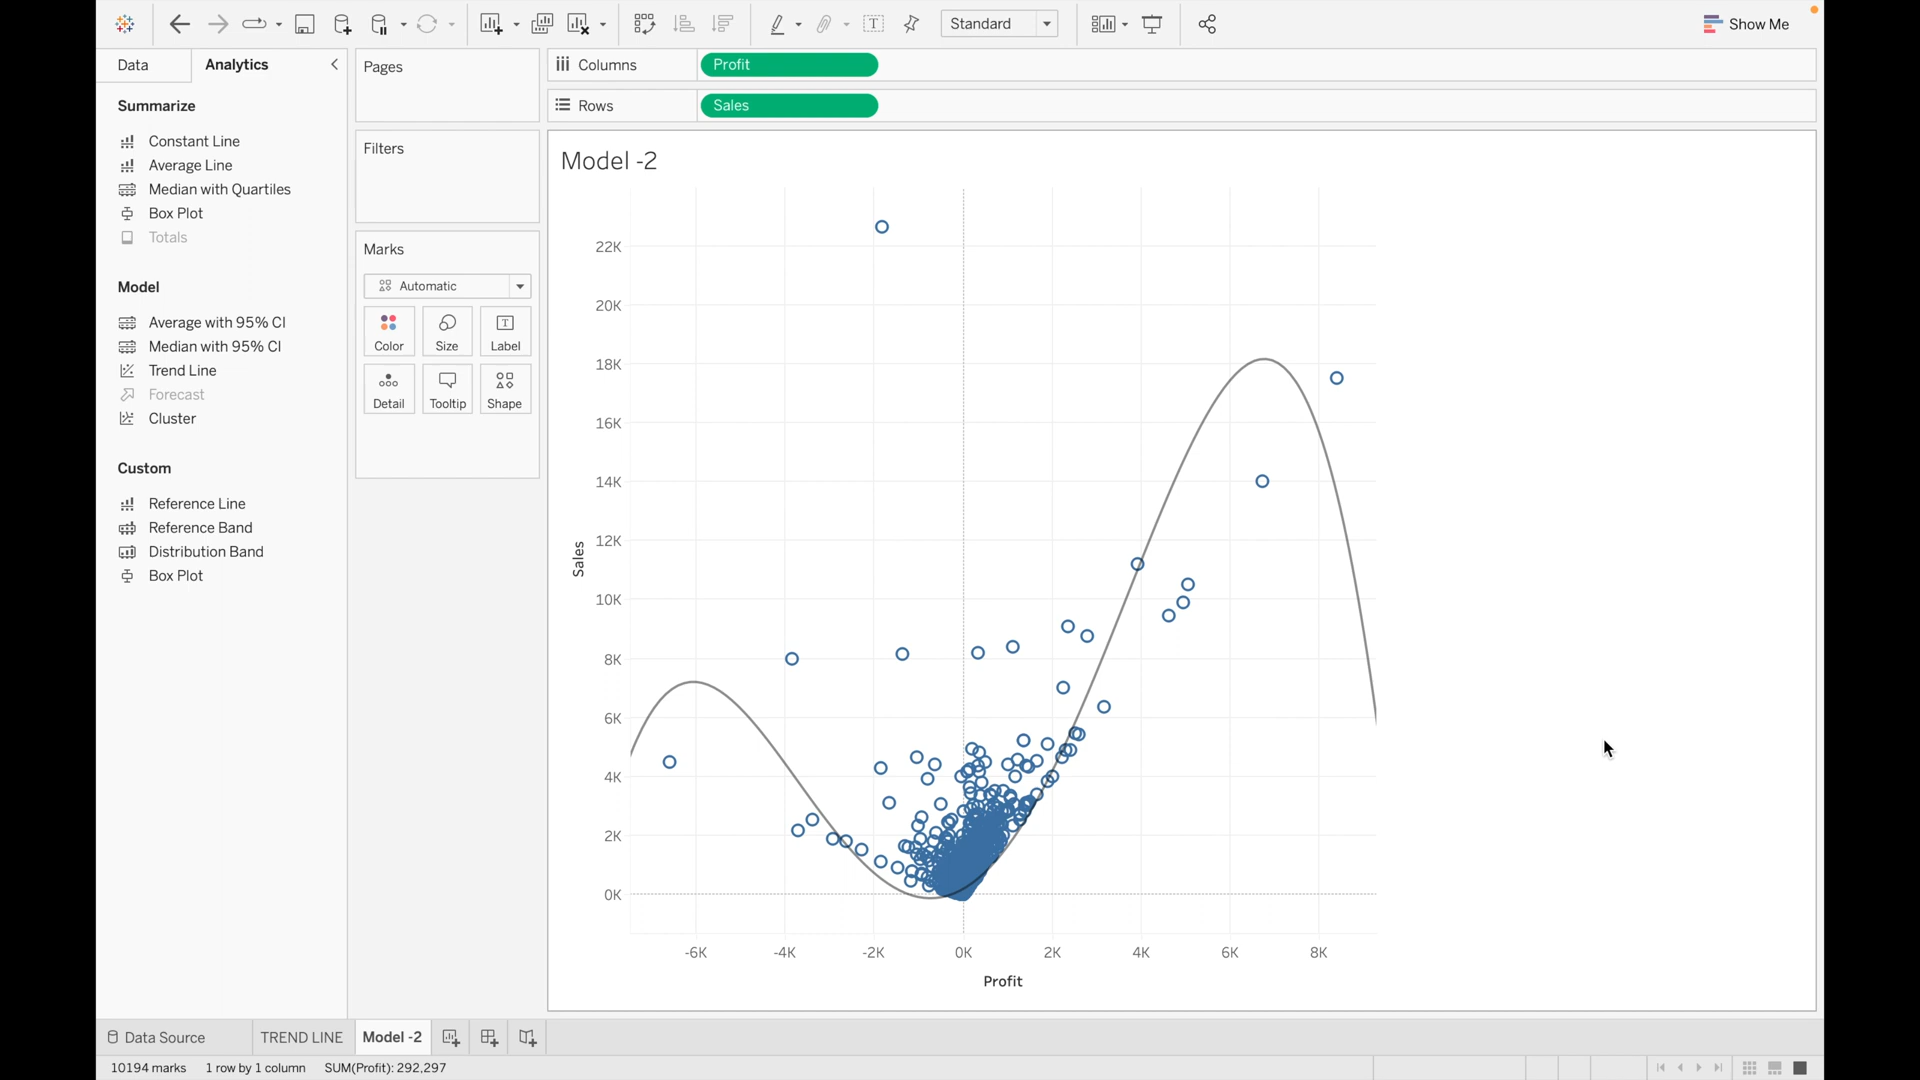 Standard
Show Me
Data
Analytics
Summarize
Constant Line
Average Line
Median with Quartiles
Box Plot
Totals
Model
Average with 95% CI
Median with 95% CI
Trend Line
Forecast
Cluster
Custom
Reference Line
Reference Band
Distribution Band
Box Plot
Pages
Filters
Marks
Automatic
Color
Size
Label
Detail
Tooltip
Shape
Columns
Profit
Rows
Sales
Model -2
22K
20K
18K
16K
14K
12K
10K
8K
6K
4K
2K
0K
Sales
-6K
-4K
-2K
0K
2K
4K
6K
8K
Profit
Data Source
TREND LINE
Model -2
10194 marks
1 row by 1 column
SUM(Profit): 292,297